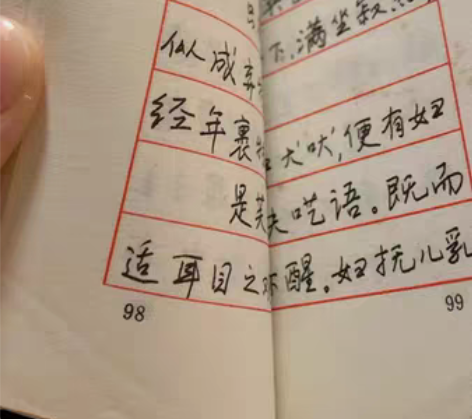 似成
经年裹
是
适耳目之
98
下,满坐寂
犬吠,便有妇
夫呓语。既而
醒。妇抚儿乳
99